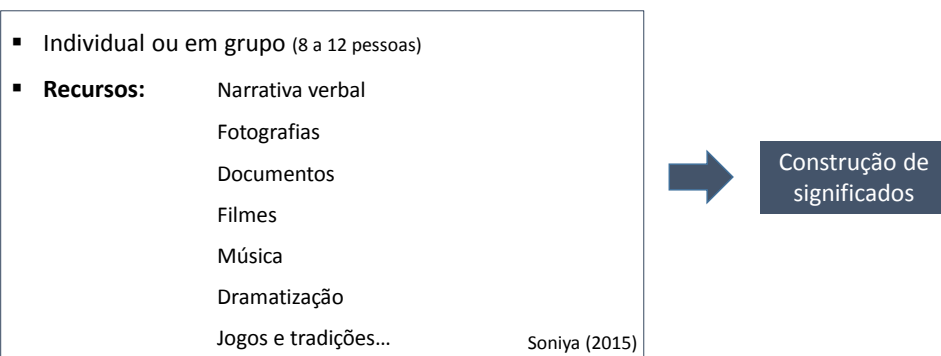 ▪ Individual ou em grupo (8 a 12 pessoas)
▪ Recursos: Narrativa verbal
Fotografias
Documentos
Filmes
Música
Dramatização
Jogos e tradições…
Soniya (2015)
Construção de
significados